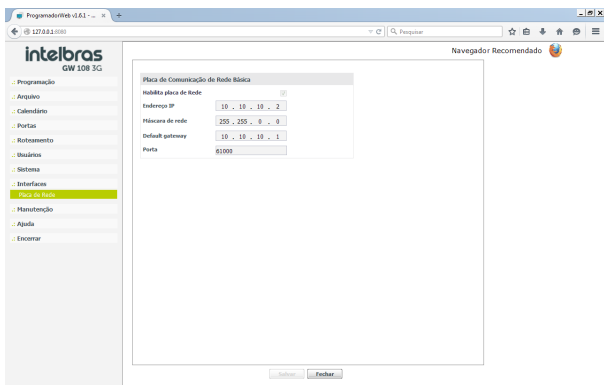 ProgramadorWeb v1.6.1 - ...
127.0.0.1:8080
Pesquisar
intelbras
GW 108 3G
Navegador Recomendado
Programação
Arquivo
Calendário
Portas
Roteamento
Usuários
Sistema
Interfaces
Placa de Rede
Manutenção
Ajuda
Encerrar
Placa de Comunicação de Rede Básica
Habilita placa de Rede
Endereço IP 10 . 10 . 10 . 2
Máscara de rede 255 . 255 . 0 . 0
Default gateway 10 . 10 . 10 . 1
Porta 61000
Salvar Fechar